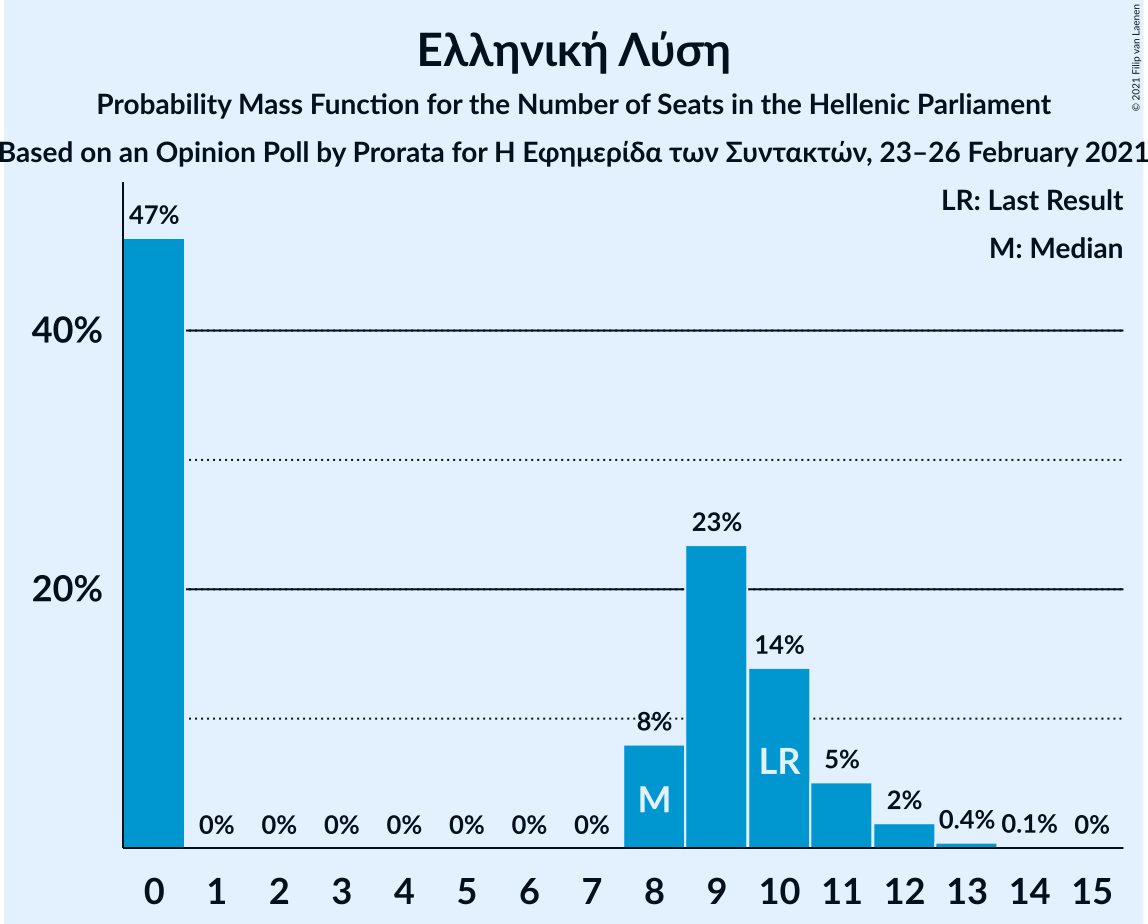 Ελληνική Λύση
Probability Mass Function for the Number of Seats in the Hellenic Parliament
Based on an Opinion Poll by Prorata for Η Εφημερίδα των Συντακτών, 23–26 February 2021
© 2021 Filip van Laenen
LR: Last Result
M: Median
47%
40%
23%
20%
14%
8%
LR
5%
M
2%
0% 0% 0% 0% 0% 0% 0% 0.4% 0.1% 0%
0 1 2 3 4 5 6 7 8 9 10 11 12 13 14 15